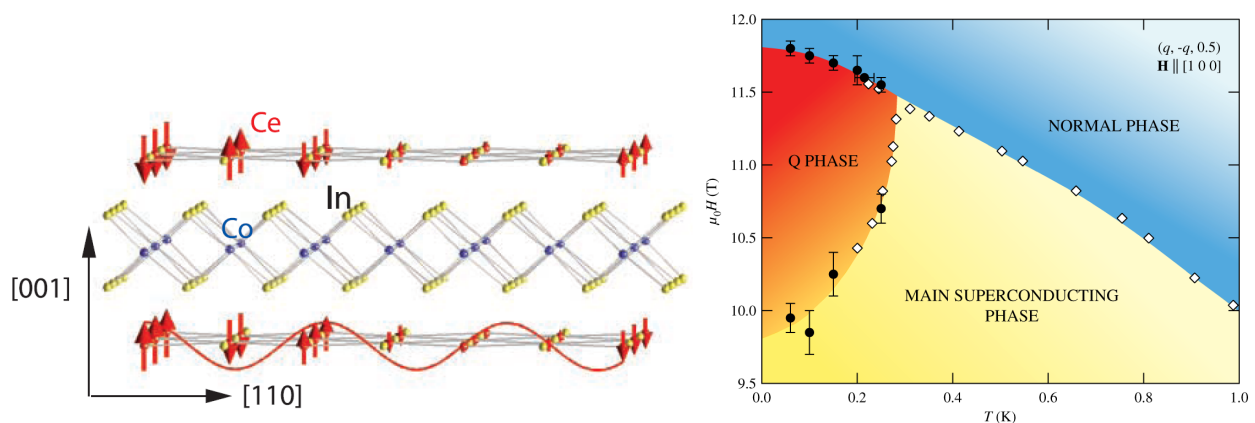 Ce
In
Co
[001]
[110]
12.0
11.5
11.0
10.5
10.0
9.5
μ₀H (T)
(q, -q, 0.5)
H || [1 0 0]
NORMAL PHASE
Q PHASE
MAIN SUPERCONDUCTING
PHASE
0.0
0.2
0.4
0.6
0.8
1.0
T (K)